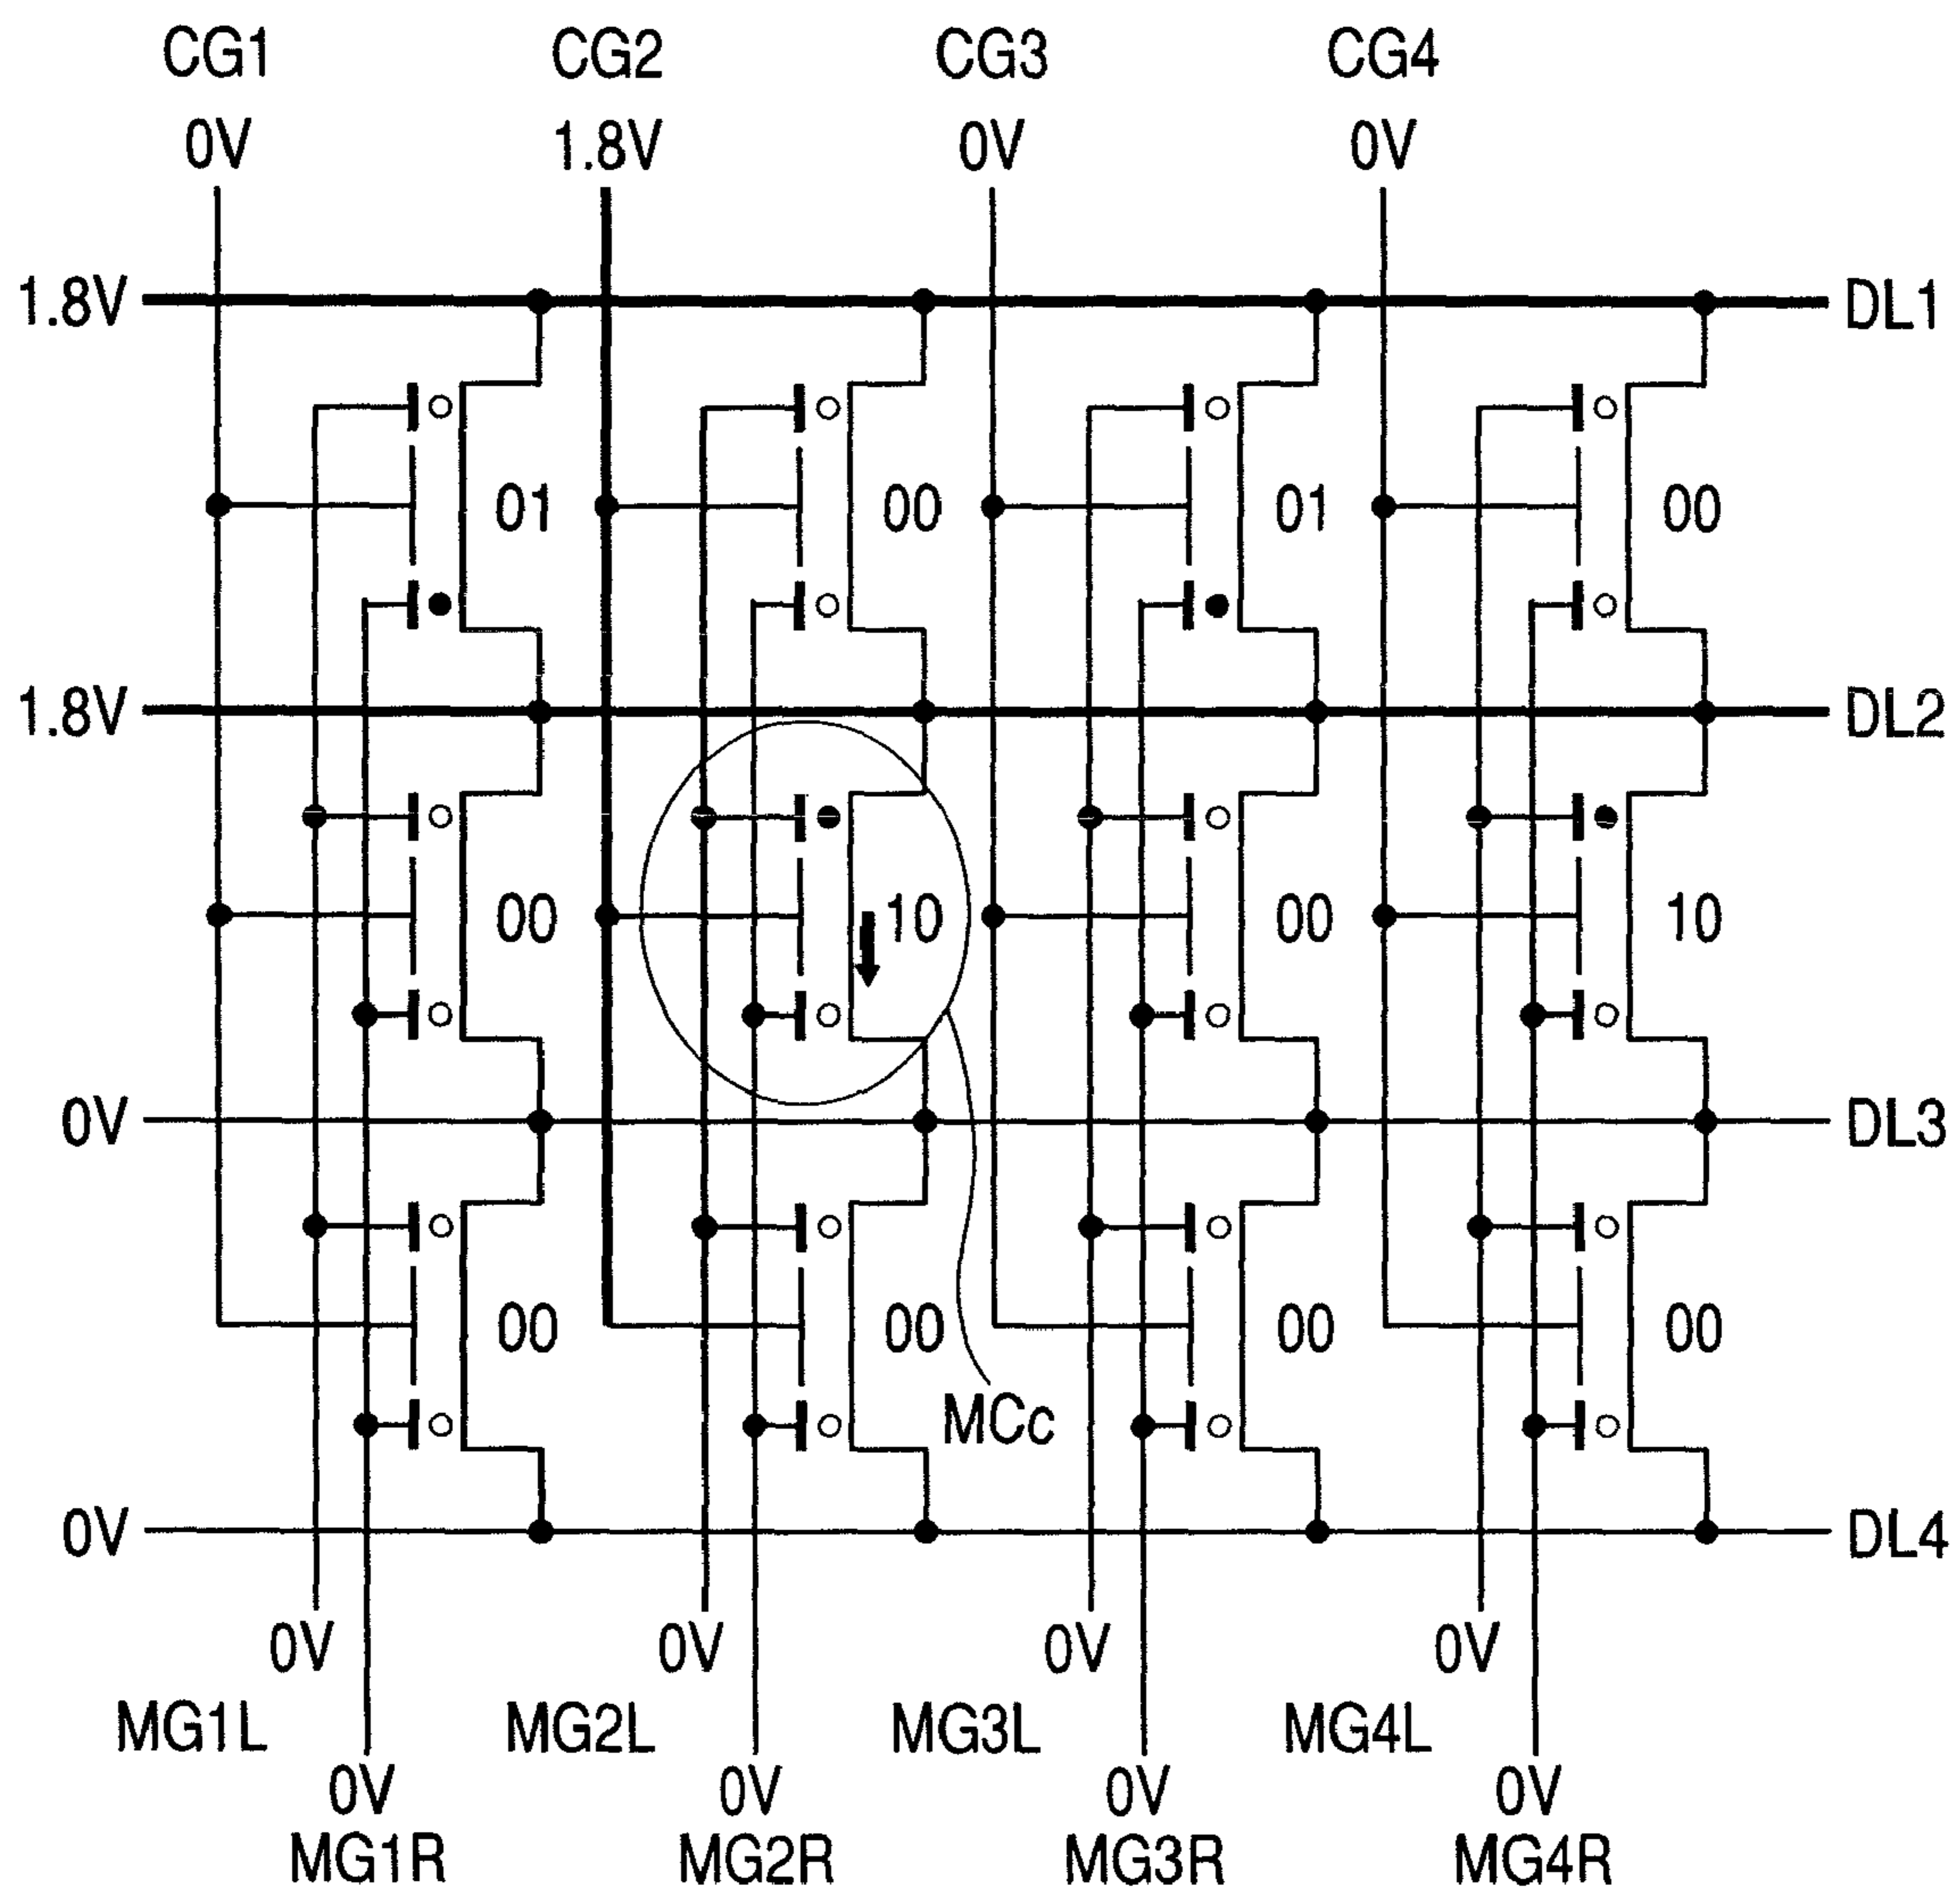 CG1 CG2 CG3 CG4
0V 1.8V 0V 0V
1.8V DL1
01 00 01 00
1.8V DL2
00 10 00 10
0V DL3
00 00 00 00
MCc
0V DL4
0V 0V 0V 0V
MG1L MG2L MG3L MG4L
0V 0V 0V 0V
MG1R MG2R MG3R MG4R